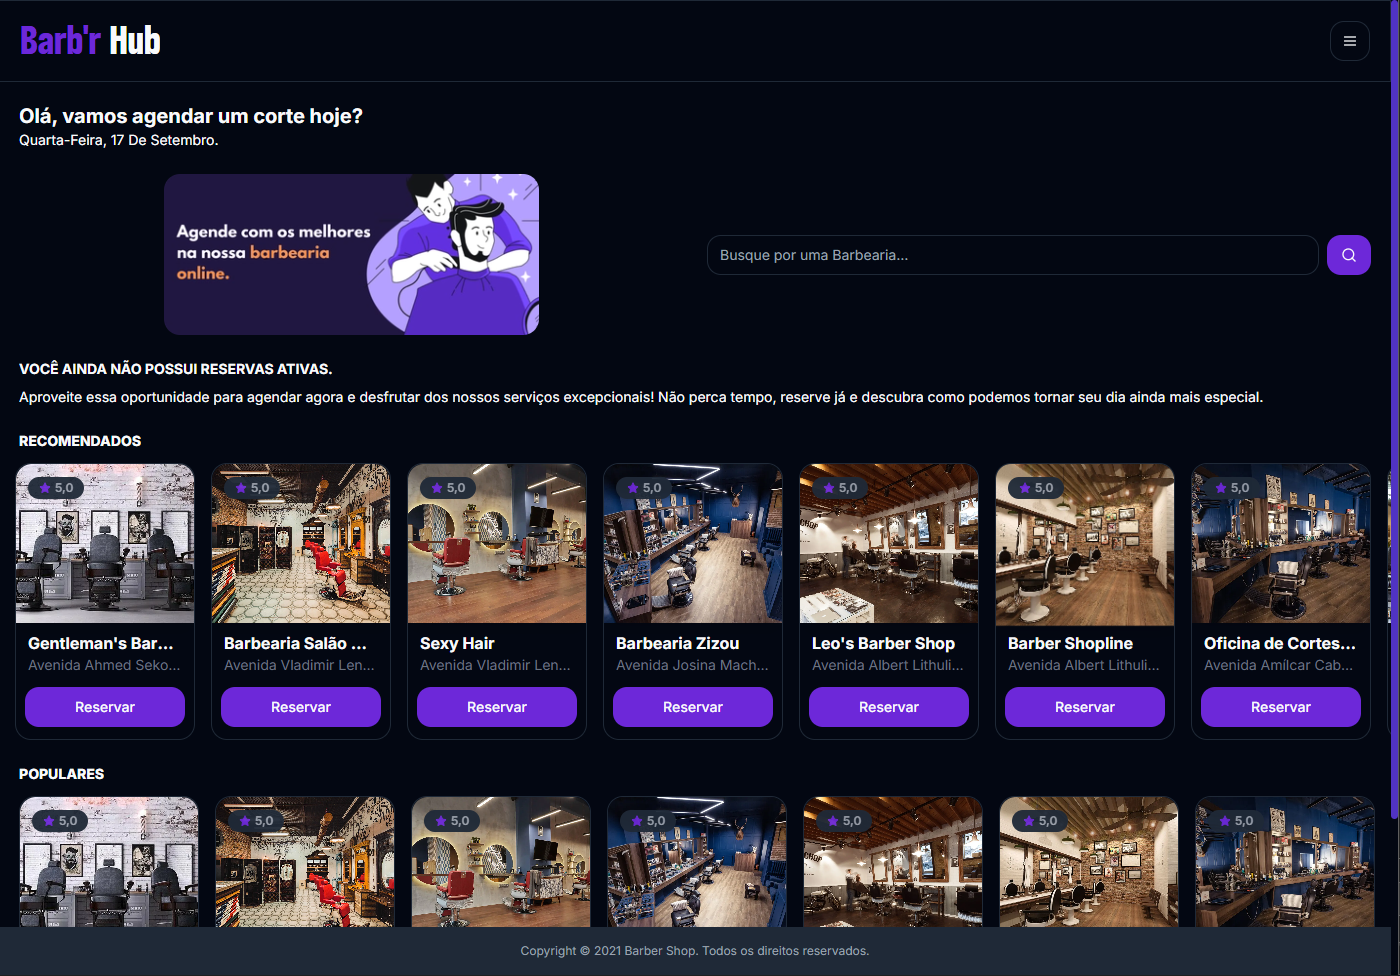 Barb'r Hub
Olá, vamos agendar um corte hoje?
Quarta-Feira, 17 De Setembro.
Agende com os melhores
na nossa barbearia
online.
Busque por uma Barbearia...
VOCÊ AINDA NÃO POSSUI RESERVAS ATIVAS.
Aproveite essa oportunidade para agendar agora e desfrutar dos nossos serviços excepcionais! Não perca tempo, reserve já e descubra como podemos tornar seu dia ainda mais especial.
RECOMENDADOS
5,0
Gentleman's Bar...
Avenida Ahmed Seko...
Reservar
5,0
Barbearia Salão ...
Avenida Vladimir Len...
Reservar
5,0
Sexy Hair
Avenida Vladimir Len...
Reservar
5,0
Barbearia Zizou
Avenida Josina Mach...
Reservar
5,0
Leo's Barber Shop
Avenida Albert Lithuli...
Reservar
5,0
Barber Shopline
Avenida Albert Lithuli...
Reservar
5,0
Oficina de Cortes...
Avenida Amílcar Cab...
Reservar
POPULARES
5,0
5,0
5,0
5,0
5,0
5,0
5,0
Copyright © 2021 Barber Shop. Todos os direitos reservados.